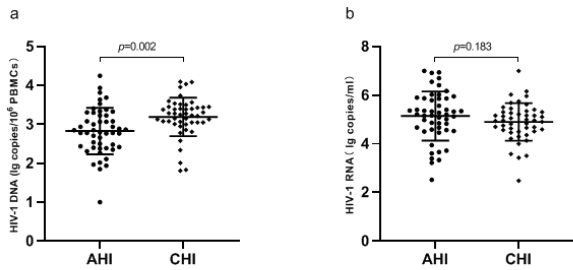 a
HIV-1 DNA (lg copies/10⁶ PBMCs)
5
4
3
2
1
0
p=0.002
AHI
CHI
b
HIV-1 RNA (lg copies/ml)
8
6
4
2
0
p=0.183
AHI
CHI